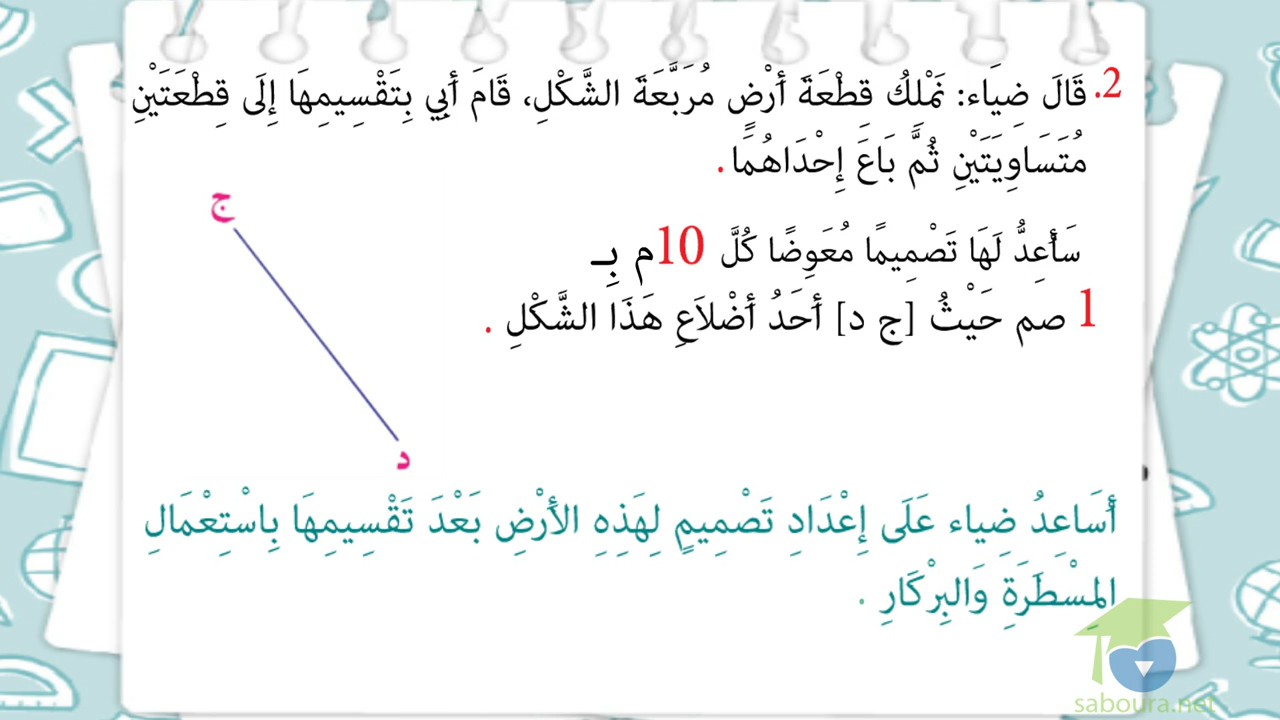 2. قَالَ ضِيَاء: نَمْلِكُ قِطْعَةَ أَرْضٍ مُرَبَّعَةَ الشَّكْلِ، قَامَ أَبِي بِتَقْسِيمِهَا إِلَى قِطْعَتَيْنِ
مُتَسَاوِيَتَيْنِ ثُمَّ بَاعَ إِحْدَاهُمَا.
ج
سَأُعِدُّ لَهَا تَصْمِيمًا مُعَوِضًا كُلَّ 10م بِـ
1 صم حَيْثُ [ج د] أَحَدُ أَضْلاَعِ هَذَا الشَّكْلِ .
د
أُسَاعِدُ ضِيَاء عَلَى إِعْدَادِ تَصْمِيمٍ لِهَذِهِ الأَرْضِ بَعْدَ تَقْسِيمِهَا بِاسْتِعْمَالِ
المِسْطَرَةِ وَالبِرْكَارِ .
saboura.net